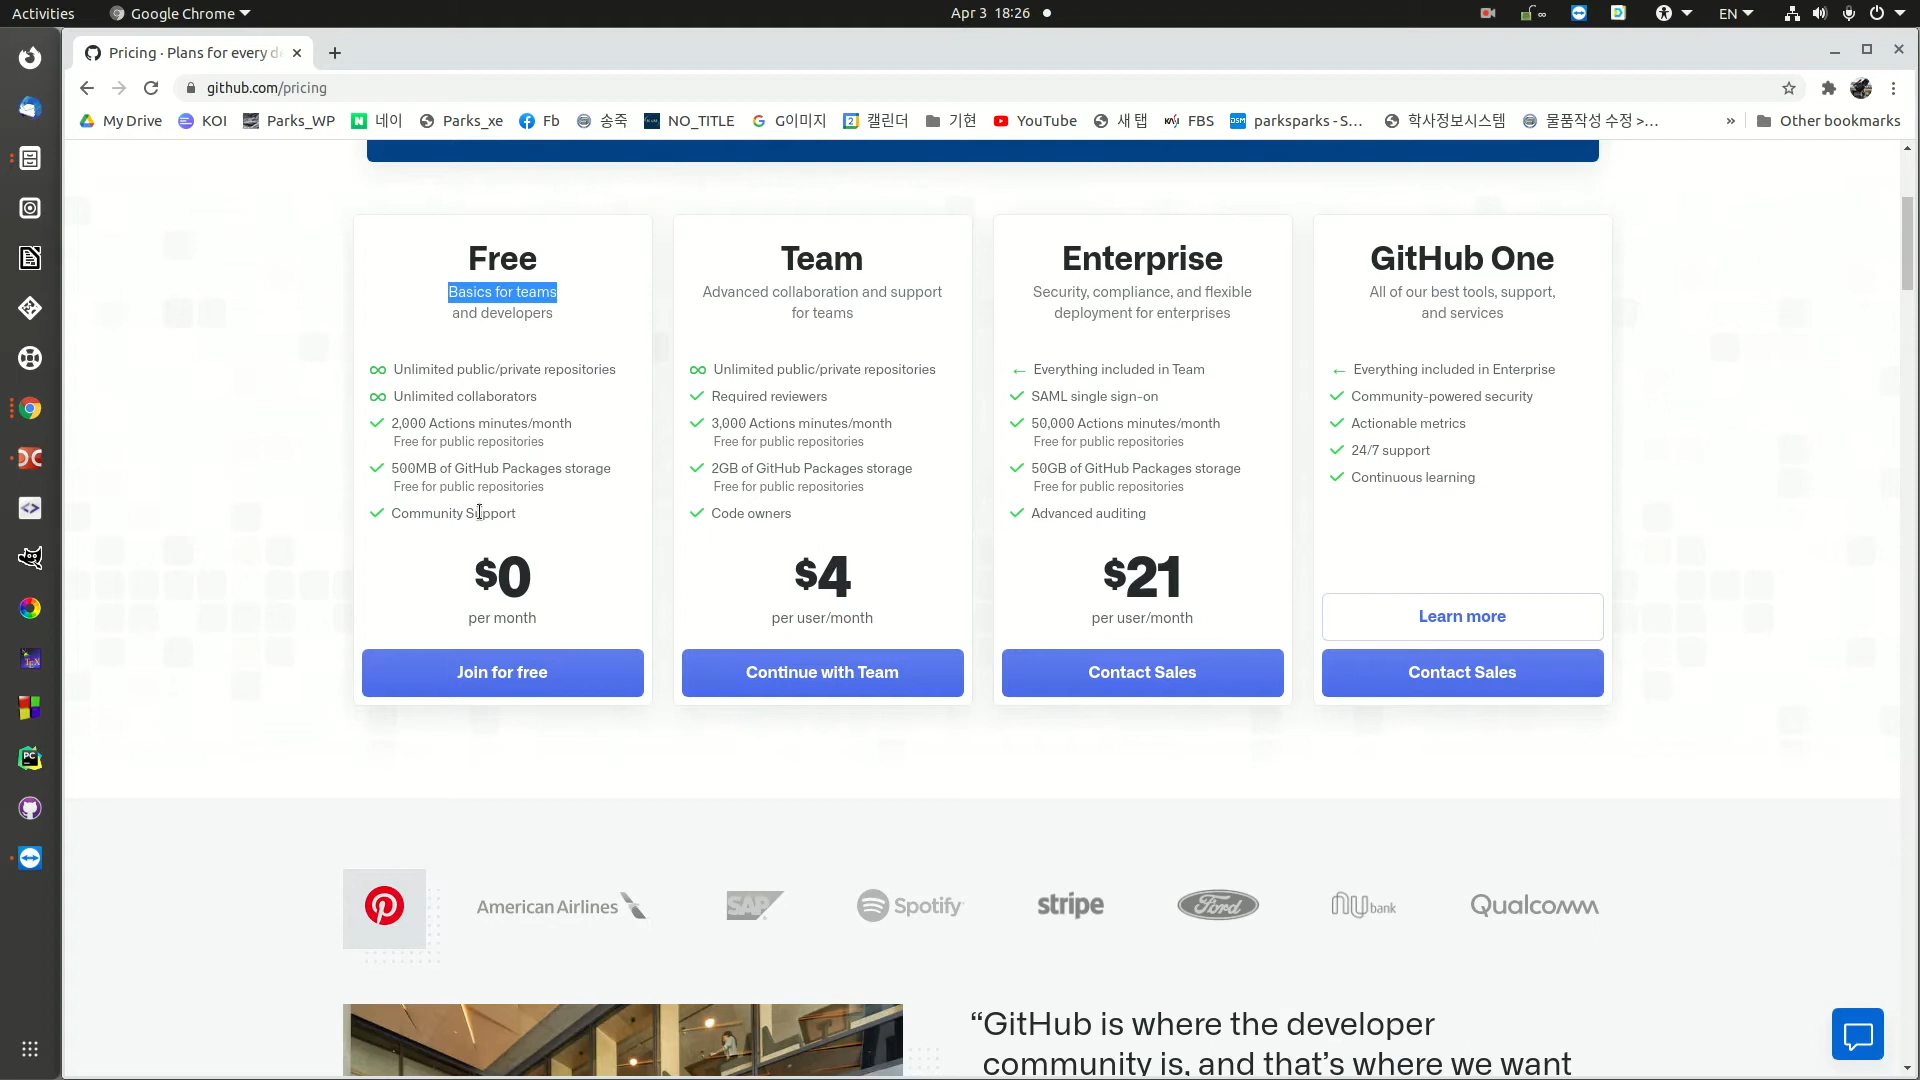 Activities
Google Chrome
Apr 3 18:26
EN
Pricing · Plans for every d
github.com/pricing
My Drive
KOI
Parks_WP
네이
Parks_xe
Fb
송죽
NO_TITLE
G이미지
캘린더
기현
YouTube
새 탭
FBS
parksparks - S...
학사정보시스템
물품작성 수정 >...
»
Other bookmarks
Free
Basics for teams
and developers
Unlimited public/private repositories
Unlimited collaborators
2,000 Actions minutes/month
Free for public repositories
500MB of GitHub Packages storage
Free for public repositories
Community Support
$0
per month
Join for free
Team
Advanced collaboration and support
for teams
Unlimited public/private repositories
Required reviewers
3,000 Actions minutes/month
Free for public repositories
2GB of GitHub Packages storage
Free for public repositories
Code owners
$4
per user/month
Continue with Team
Enterprise
Security, compliance, and flexible
deployment for enterprises
← Everything included in Team
SAML single sign-on
50,000 Actions minutes/month
Free for public repositories
50GB of GitHub Packages storage
Free for public repositories
Advanced auditing
$21
per user/month
Contact Sales
GitHub One
All of our best tools, support,
and services
← Everything included in Enterprise
Community-powered security
Actionable metrics
24/7 support
Continuous learning
Learn more
Contact Sales
American Airlines
SAP
Spotify
stripe
Ford
nu bank
Qualcomm
“GitHub is where the developer
community is, and that’s where we want